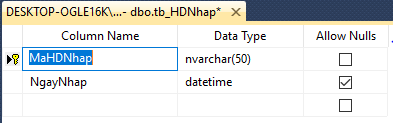 DESKTOP-OGLE16K\...- dbo.tb_HDNhap*
Column Name Data Type Allow Nulls
MaHDNhap nvarchar(50)
NgayNhap datetime